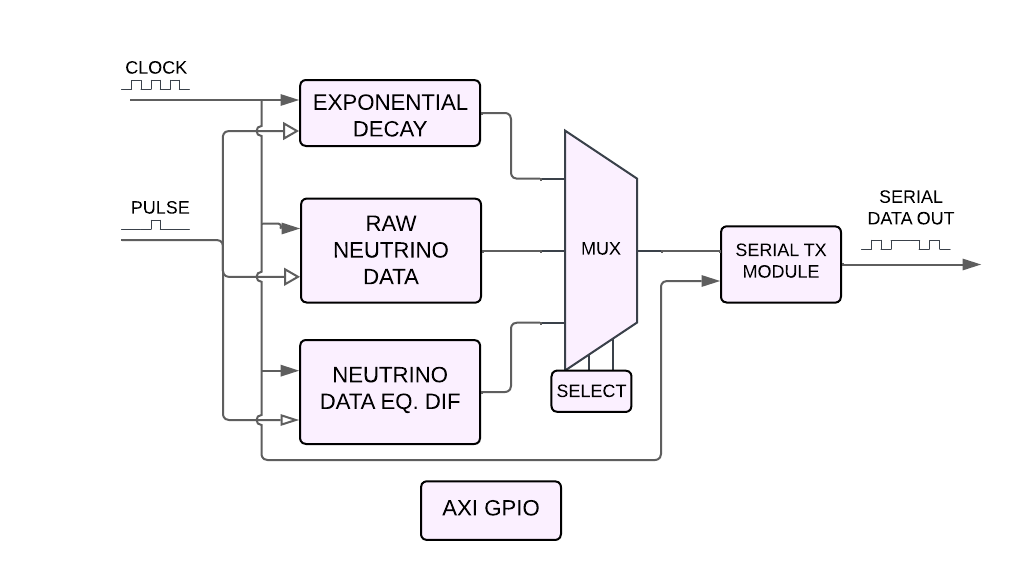 CLOCK
EXPONENTIAL
DECAY
PULSE
RAW
NEUTRINO
DATA
MUX
SERIAL
DATA OUT
SERIAL TX
MODULE
NEUTRINO
DATA EQ. DIF
SELECT
AXI GPIO